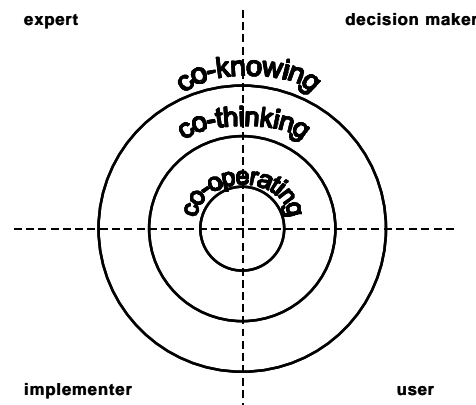 expert
decision maker
co-knowing
co-thinking
co-operating
implementer
user